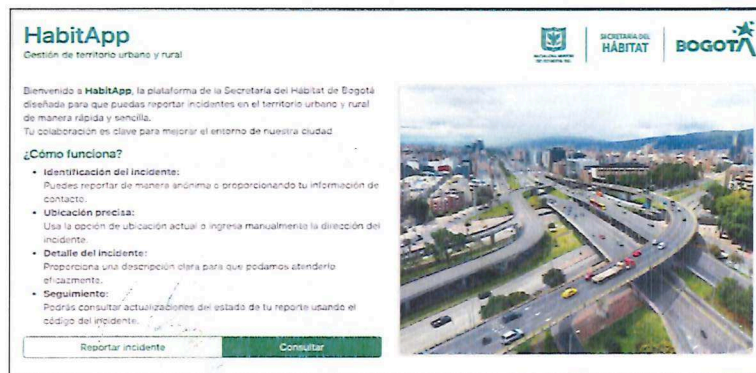 HabitApp
Gestión de territorio urbano y rural
SECRETARÍA DEL
HÁBITAT
BOGOTÁ
Bienvenido a HabitApp, la plataforma de la Secretaría del Hábitat de Bogotá
diseñada para que puedas reportar incidentes en el territorio urbano y rural
de manera rápida y sencilla.
Tu colaboración es clave para mejorar el entorno de nuestra ciudad
¿Cómo funciona?
• Identificación del incidente:
Puedes reportar de manera anónima o proporcionando tu información de
contacto.
• Ubicación precisa:
Usa la opción de ubicación actual o ingresa manualmente la dirección del
incidente.
• Detalle del incidente:
Proporciona una descripción clara para que podamos atenderlo
eficazmente.
• Seguimiento:
Podrás consultar actualizaciones del estado de tu reporte usando el
código del incidente.
Reportar incidente
Consultar